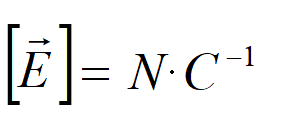 [E⃗] = N·C⁻¹